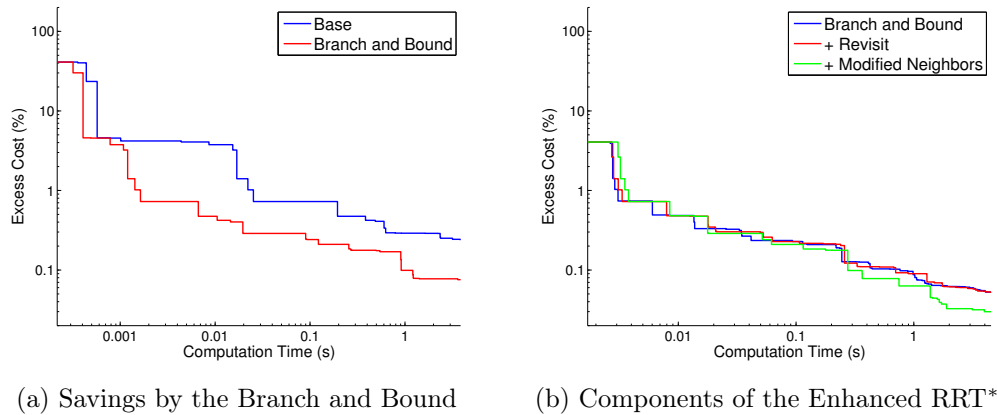 Base
Branch and Bound
100
10
1
0.1
Excess Cost (%)
0.001
0.01
0.1
1
Computation Time (s)
(a) Savings by the Branch and Bound
Branch and Bound
+ Revisit
+ Modified Neighbors
100
10
1
0.1
Excess Cost (%)
0.01
0.1
1
Computation Time (s)
(b) Components of the Enhanced RRT*